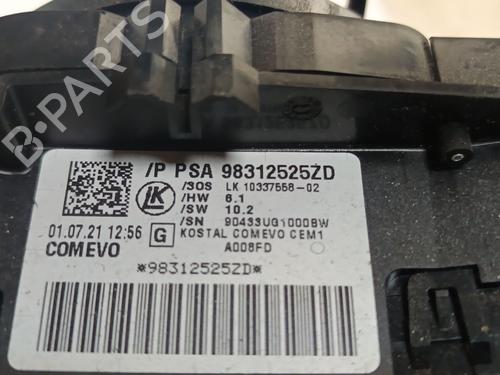 B-PARTS
/P PSA 98312525ZD
/SOS LK 10337558-02
/HW 6.1
/SW 10.2
/SN 90433UG1000BW
01.07.21 12:56 G KOSTAL COMEVO CEM1
COMEVO A008FD
*98312525ZD*